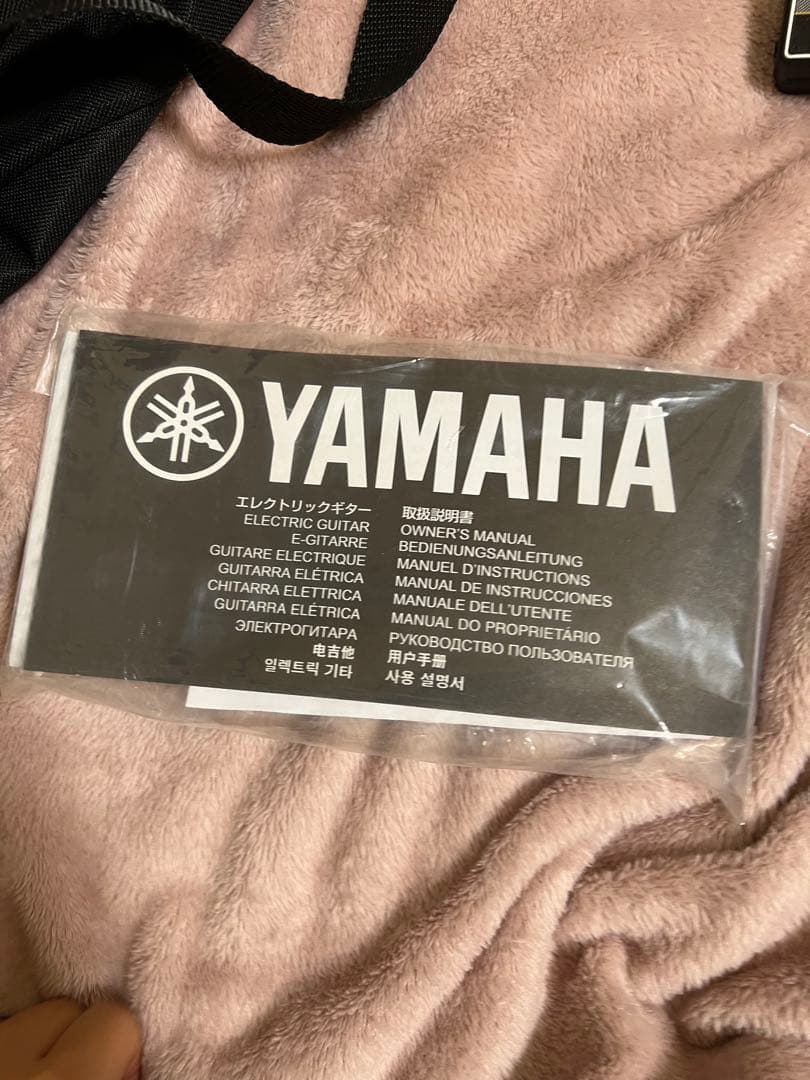 YAMAHA
エレクトリックギター 取扱説明書
ELECTRIC GUITAR OWNER'S MANUAL
E-GITARRE BEDIENUNGSANLEITUNG
GUITARE ELECTRIQUE MANUEL D'INSTRUCTIONS
GUITARRA ELÉTRICA MANUAL DE INSTRUCCIONES
CHITARRA ELETTRICA MANUALE DELL'UTENTE
GUITARRA ELÉTRICA MANUAL DO PROPRIETÁRIO
ЭЛЕКТРОГИТАРА РУКОВОДСТВО ПОЛЬЗОВАТЕЛЯ
电吉他 用户手册
일렉트릭 기타 사용 설명서